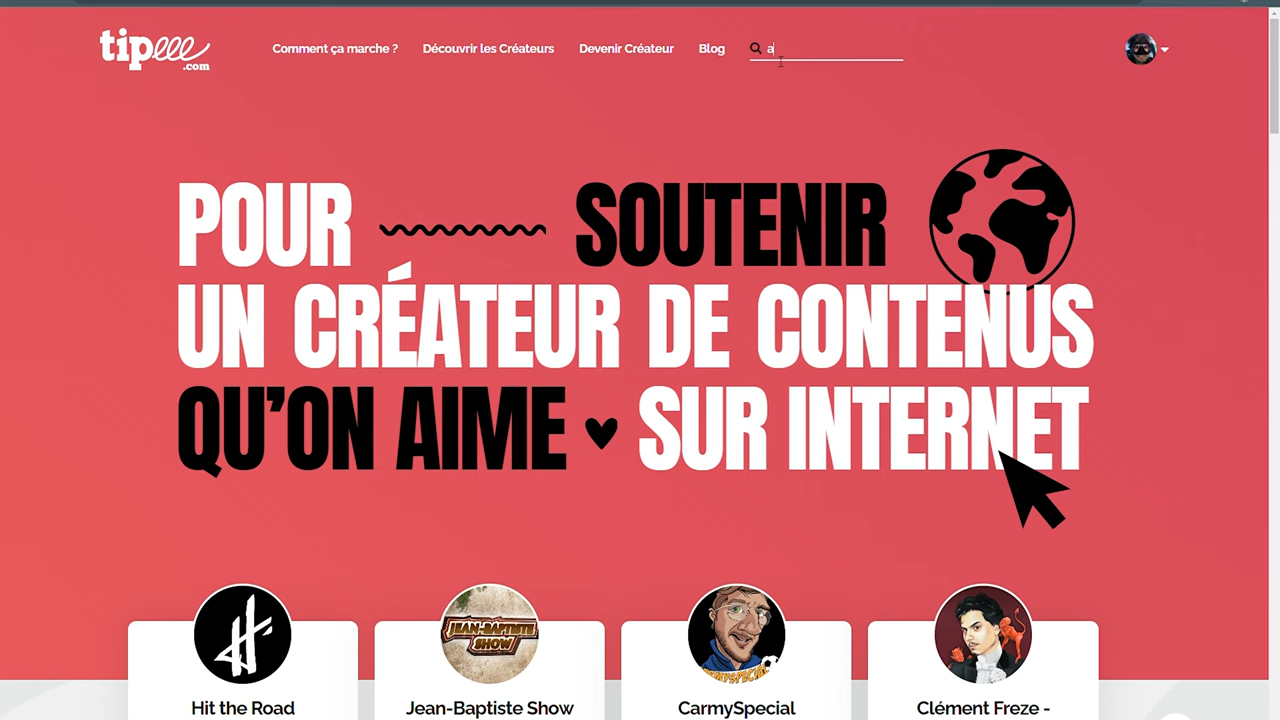 tipeee
.com
Comment ça marche ?
Découvrir les Créateurs
Devenir Créateur
Blog
a
POUR SOUTENIR
UN CRÉATEUR DE CONTENUS
QU'ON AIME SUR INTERNET
JEAN-BAPTISTE
SHOW
Hit the Road
Jean-Baptiste Show
CarmySpecial
Clément Freze -